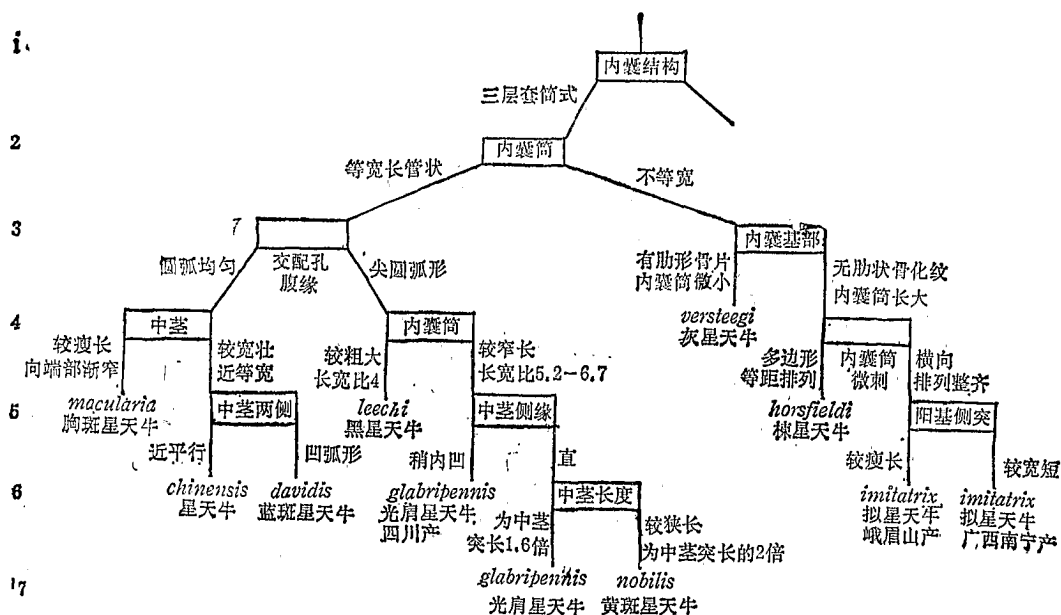 1.
内囊结构
三层套筒式
2
内囊筒
等宽长管状
不等宽
3
7
内囊基部
圆弧均匀
交配孔
腹缘
尖圆弧形
有肋形骨片
内囊筒微小
无肋状骨化纹
内囊筒长大
versteegi
灰星天牛
4
中茎
内囊筒
较瘦长
向端部渐窄
较宽壮
近等宽
较粗大
长宽比4
较窄长
长宽比5.2—6.7
多边形
等距排列
内囊筒
微刺
横向
排列整齐
macularia
胸斑星天牛
leechi
黑星天牛
horsfieldi
楝星天牛
5
中茎两侧
中茎侧缘
阳基侧突
近平行
凹弧形
稍内凹
直
较瘦长
较宽短
6
chinensis
星天牛
davidis
蓝斑星天牛
glabripennis
光肩星天牛
四川产
中茎长度
imitatrix
拟星天牛
峨眉山产
imitatrix
拟星天牛
广西南宁产
为中茎
突长1.6倍
较狭长
为中茎突长的2倍
7
glabripennis
光肩星天牛
nobilis
黄斑星天牛